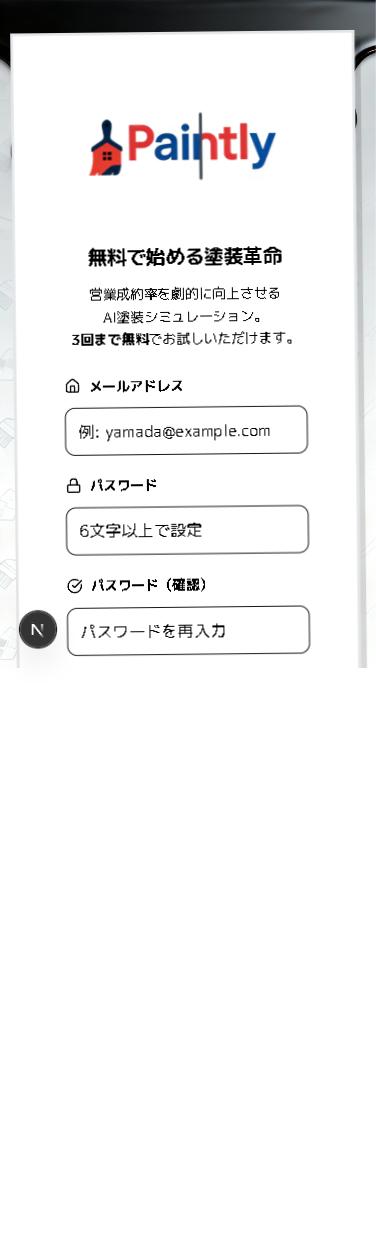 Paintly
無料で始める塗装革命
営業成約率を劇的に向上させる
AI塗装シミュレーション。
3回まで無料でお試しいただけます。
メールアドレス
例: yamada@example.com
パスワード
6文字以上で設定
パスワード（確認）
N
パスワードを再入力